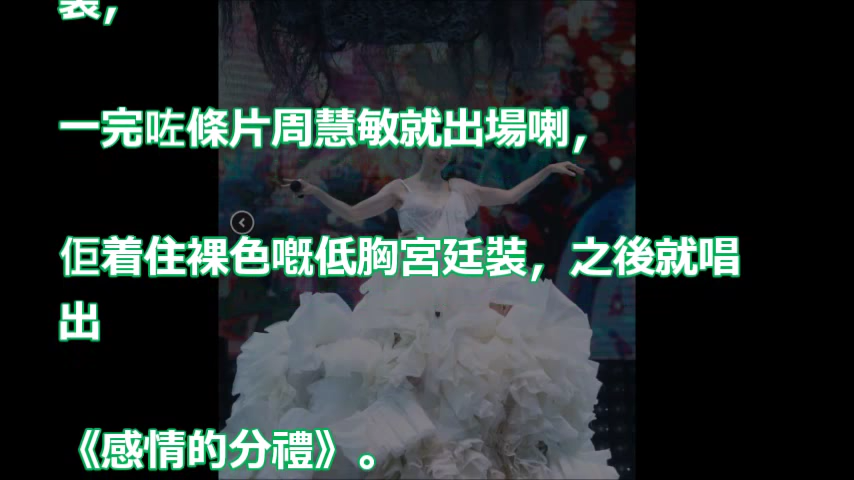 裝，
一完咗條片周慧敏就出場喇，
佢着住裸色嘅低胸宮廷裝，之後就唱
出
《感情的分禮》。